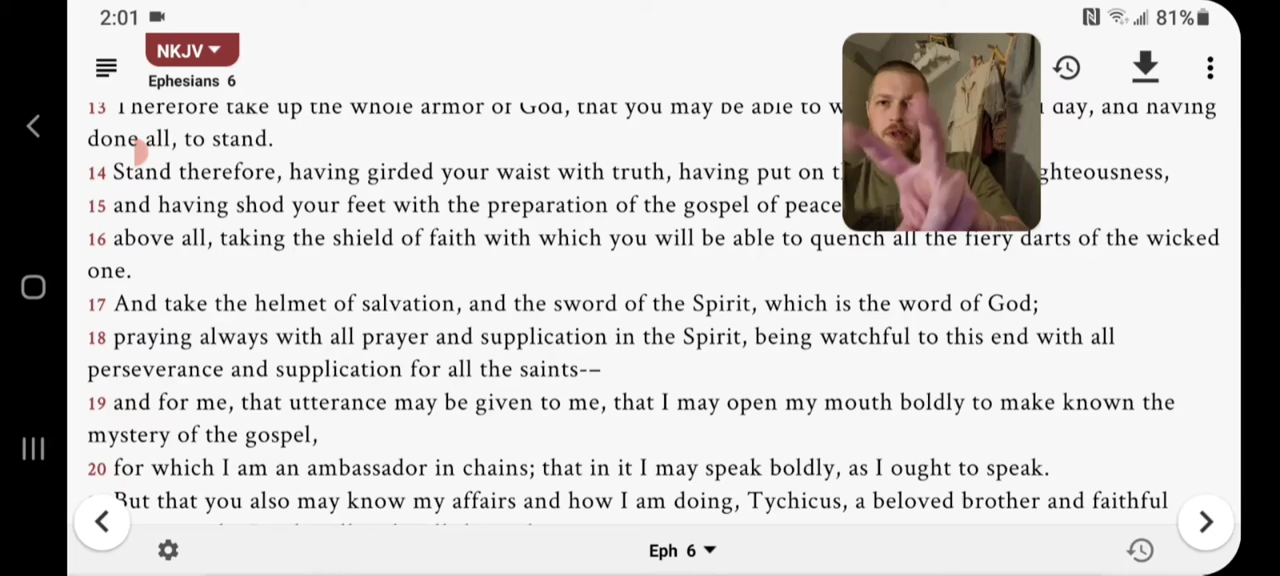 2:01 81%
NKJV
Ephesians 6
13 Therefore take up the whole armor of God, that you may be able to w day, and having
done all, to stand.
14 Stand therefore, having girded your waist with truth, having put on t ghteousness,
15 and having shod your feet with the preparation of the gospel of peace
16 above all, taking the shield of faith with which you will be able to quench all the fiery darts of the wicked
one.
17 And take the helmet of salvation, and the sword of the Spirit, which is the word of God;
18 praying always with all prayer and supplication in the Spirit, being watchful to this end with all
perseverance and supplication for all the saints--
19 and for me, that utterance may be given to me, that I may open my mouth boldly to make known the
mystery of the gospel,
20 for which I am an ambassador in chains; that in it I may speak boldly, as I ought to speak.
But that you also may know my affairs and how I am doing, Tychicus, a beloved brother and faithful
Eph 6